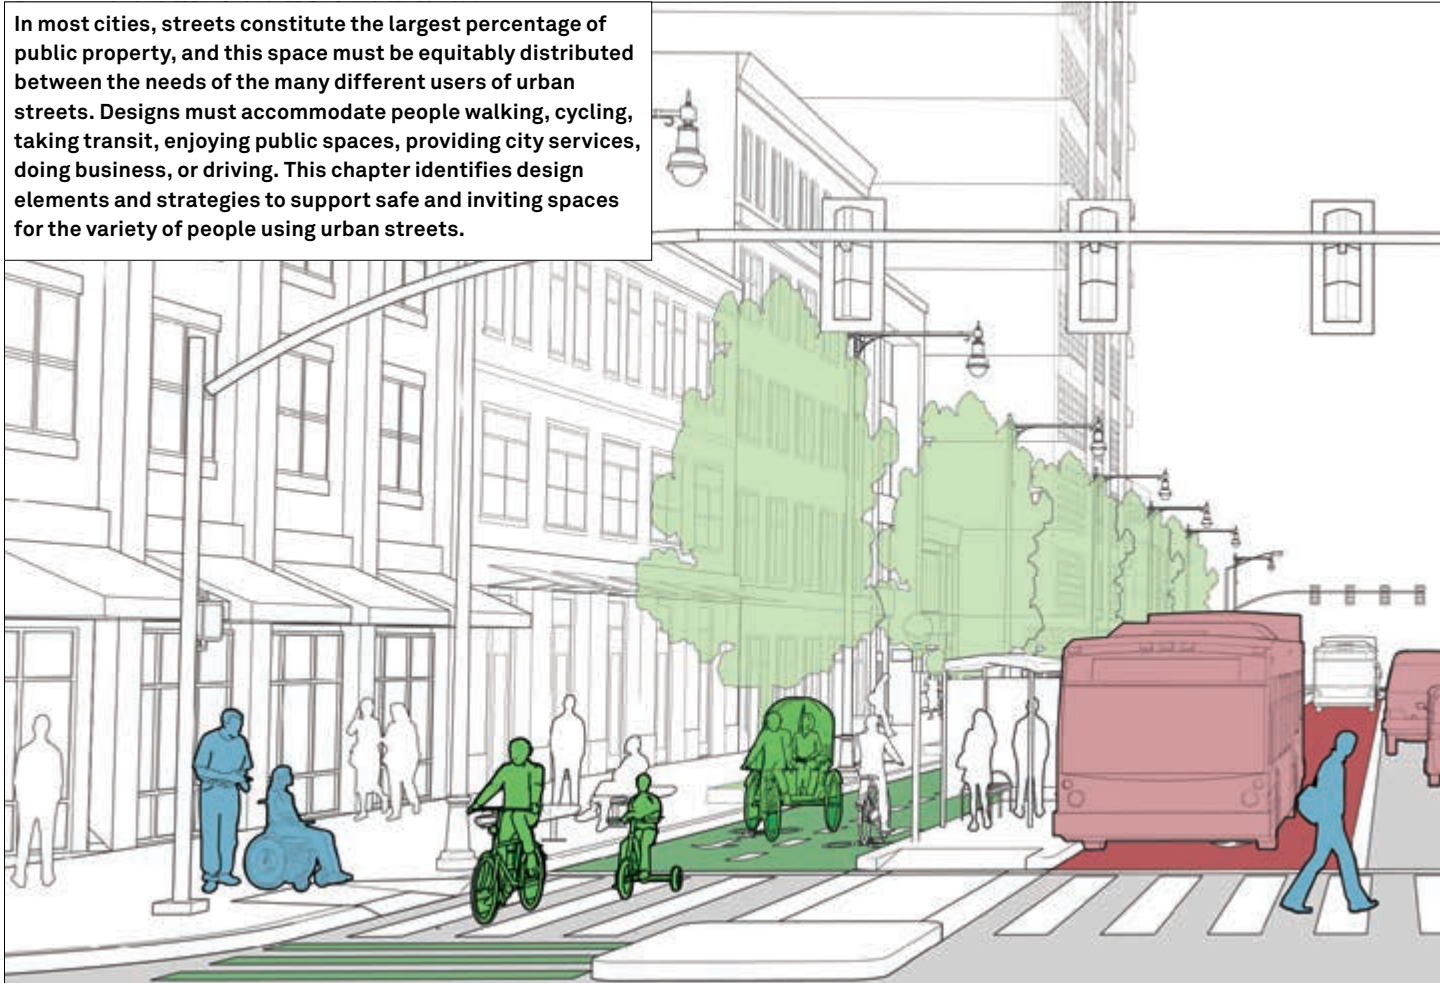 In most cities, streets constitute the largest percentage of
public property, and this space must be equitably distributed
between the needs of the many different users of urban
streets. Designs must accommodate people walking, cycling,
taking transit, enjoying public spaces, providing city services,
doing business, or driving. This chapter identifies design
elements and strategies to support safe and inviting spaces
for the variety of people using urban streets.